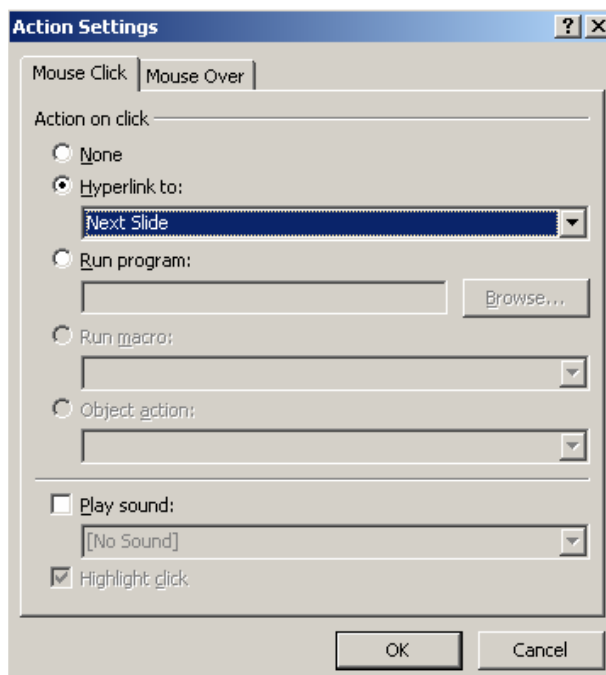 Action Settings
Mouse Click Mouse Over
Action on click
None
Hyperlink to:
Next Slide
Run program:
Browse...
Run macro:
Object action:
Play sound:
[No Sound]
Highlight click
OK Cancel